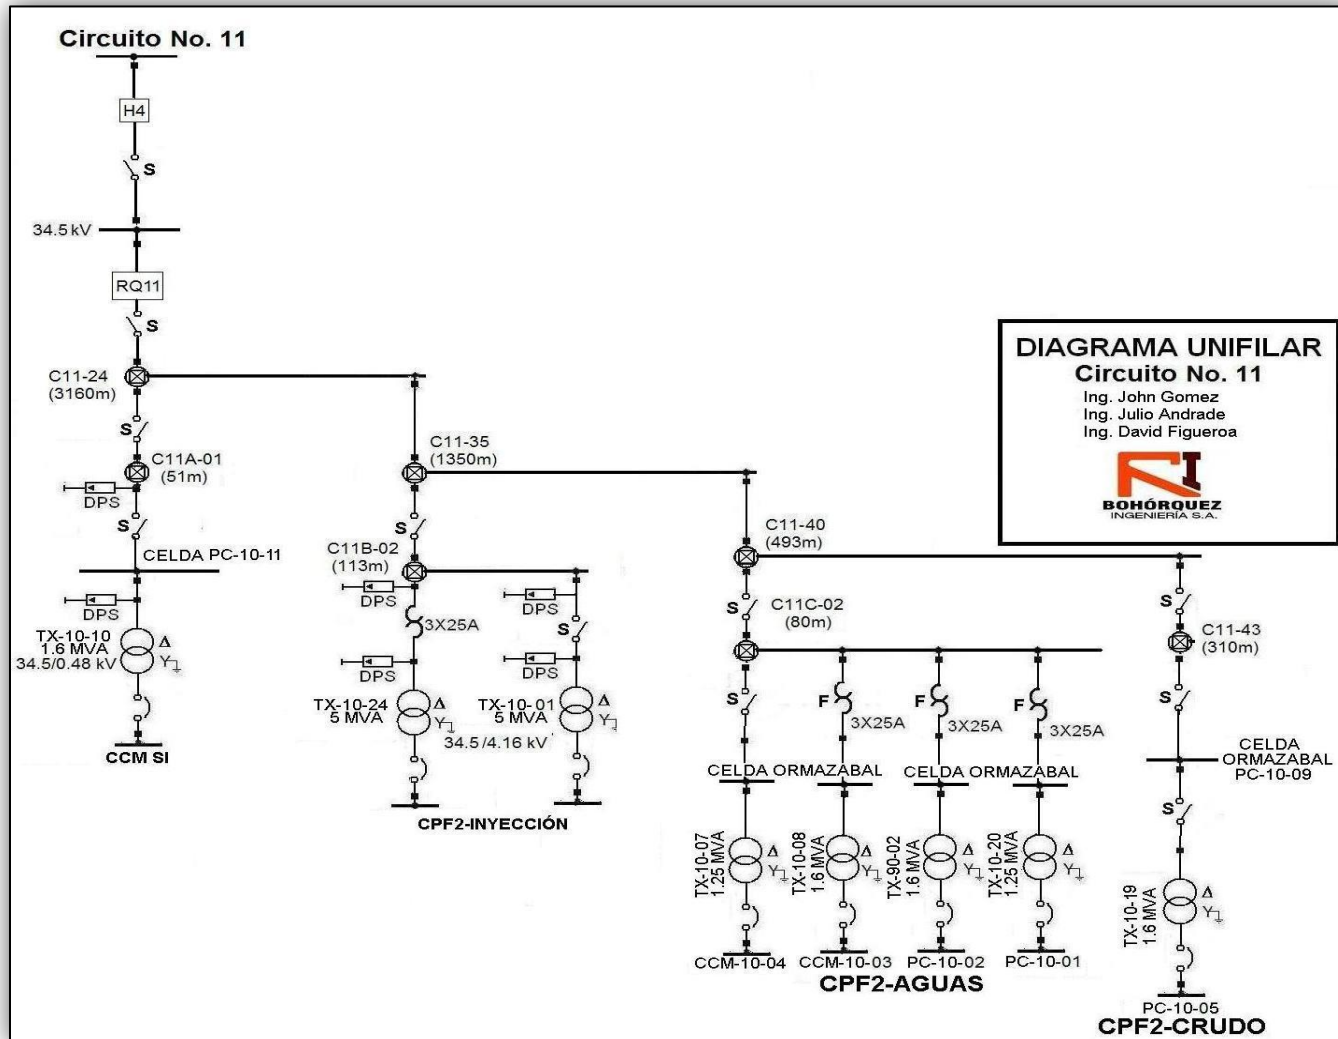 Circuito No. 11
H4
S
34.5 kV
RQ11
S
C11-24
(3160m)
S
C11A-01
(51m)
DPS
S
CELDA PC-10-11
DPS
TX-10-10
1.6 MVA
34.5/0.48 kV
Δ
Y
CCM SI
C11-35
(1350m)
S
C11B-02
(113m)
DPS
3X25A
DPS
TX-10-24
5 MVA
Δ
Y
34.5/4.16 kV
DPS
S
DPS
TX-10-01
5 MVA
Δ
Y
CPF2-INYECCIÓN
C11-40
(493m)
S
C11C-02
(80m)
S
F
3X25A
F
3X25A
F
3X25A
CELDA ORMAZABAL
CELDA ORMAZABAL
TX-10-07
1.25 MVA
Δ
Y
TX-10-08
1.6 MVA
Δ
Y
TX-90-02
1.6 MVA
Δ
Y
TX-10-20
1.25 MVA
Δ
Y
CCM-10-04
CCM-10-03
PC-10-02
PC-10-01
CPF2-AGUAS
S
C11-43
(310m)
S
CELDA
ORMAZABAL
PC-10-09
S
TX-10-19
1.6 MVA
Δ
Y
PC-10-05
CPF2-CRUDO
DIAGRAMA UNIFILAR
Circuito No. 11
Ing. John Gomez
Ing. Julio Andrade
Ing. David Figueroa
BOHÓRQUEZ
INGENIERÍA S.A.